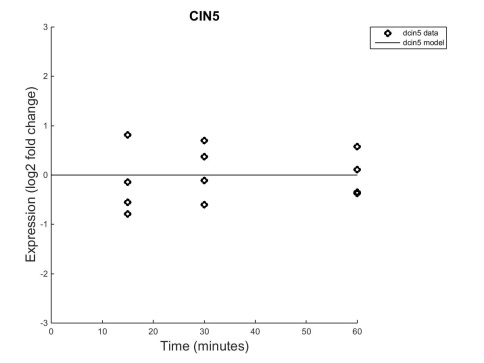 CIN5
dcin5 data
dcin5 model
Expression (log2 fold change)
3
2
1
0
-1
-2
-3
0 10 20 30 40 50 60
Time (minutes)